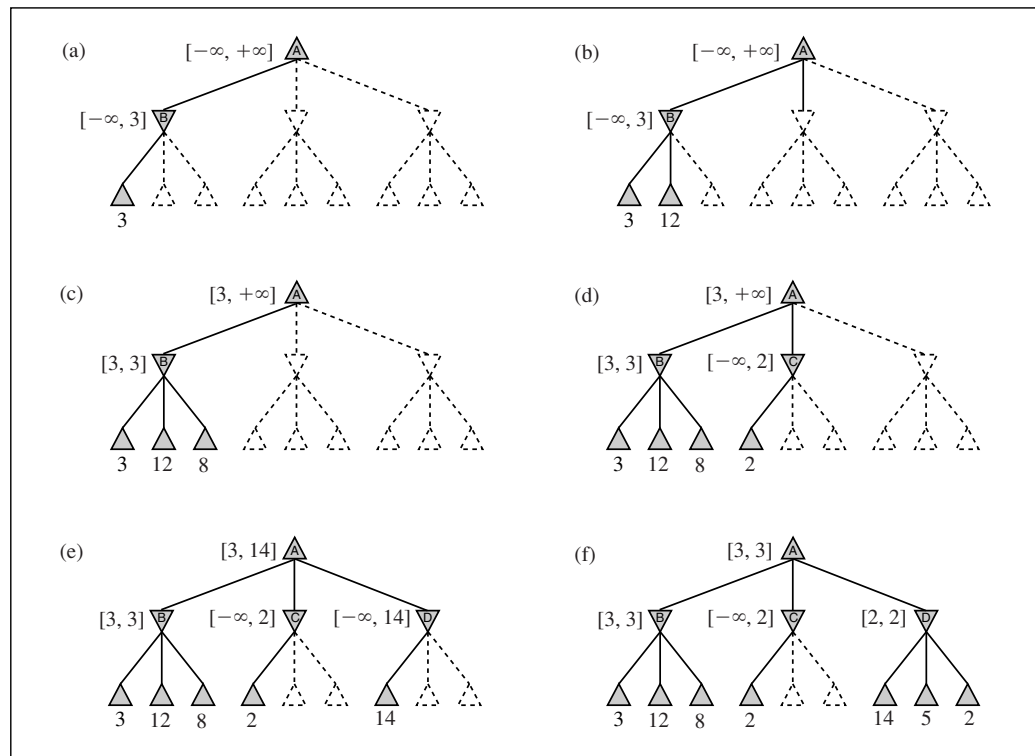 (a)
[−∞, +∞] A
[−∞, 3] B
3
(b)
[−∞, +∞] A
[−∞, 3] B
3 12
(c)
[3, +∞] A
[3, 3] B
3 12 8
(d)
[3, +∞] A
[3, 3] B [−∞, 2] C
3 12 8 2
(e)
[3, 14] A
[3, 3] B [−∞, 2] C [−∞, 14] D
3 12 8 2 14
(f)
[3, 3] A
[3, 3] B [−∞, 2] C [2, 2] D
3 12 8 2 14 5 2